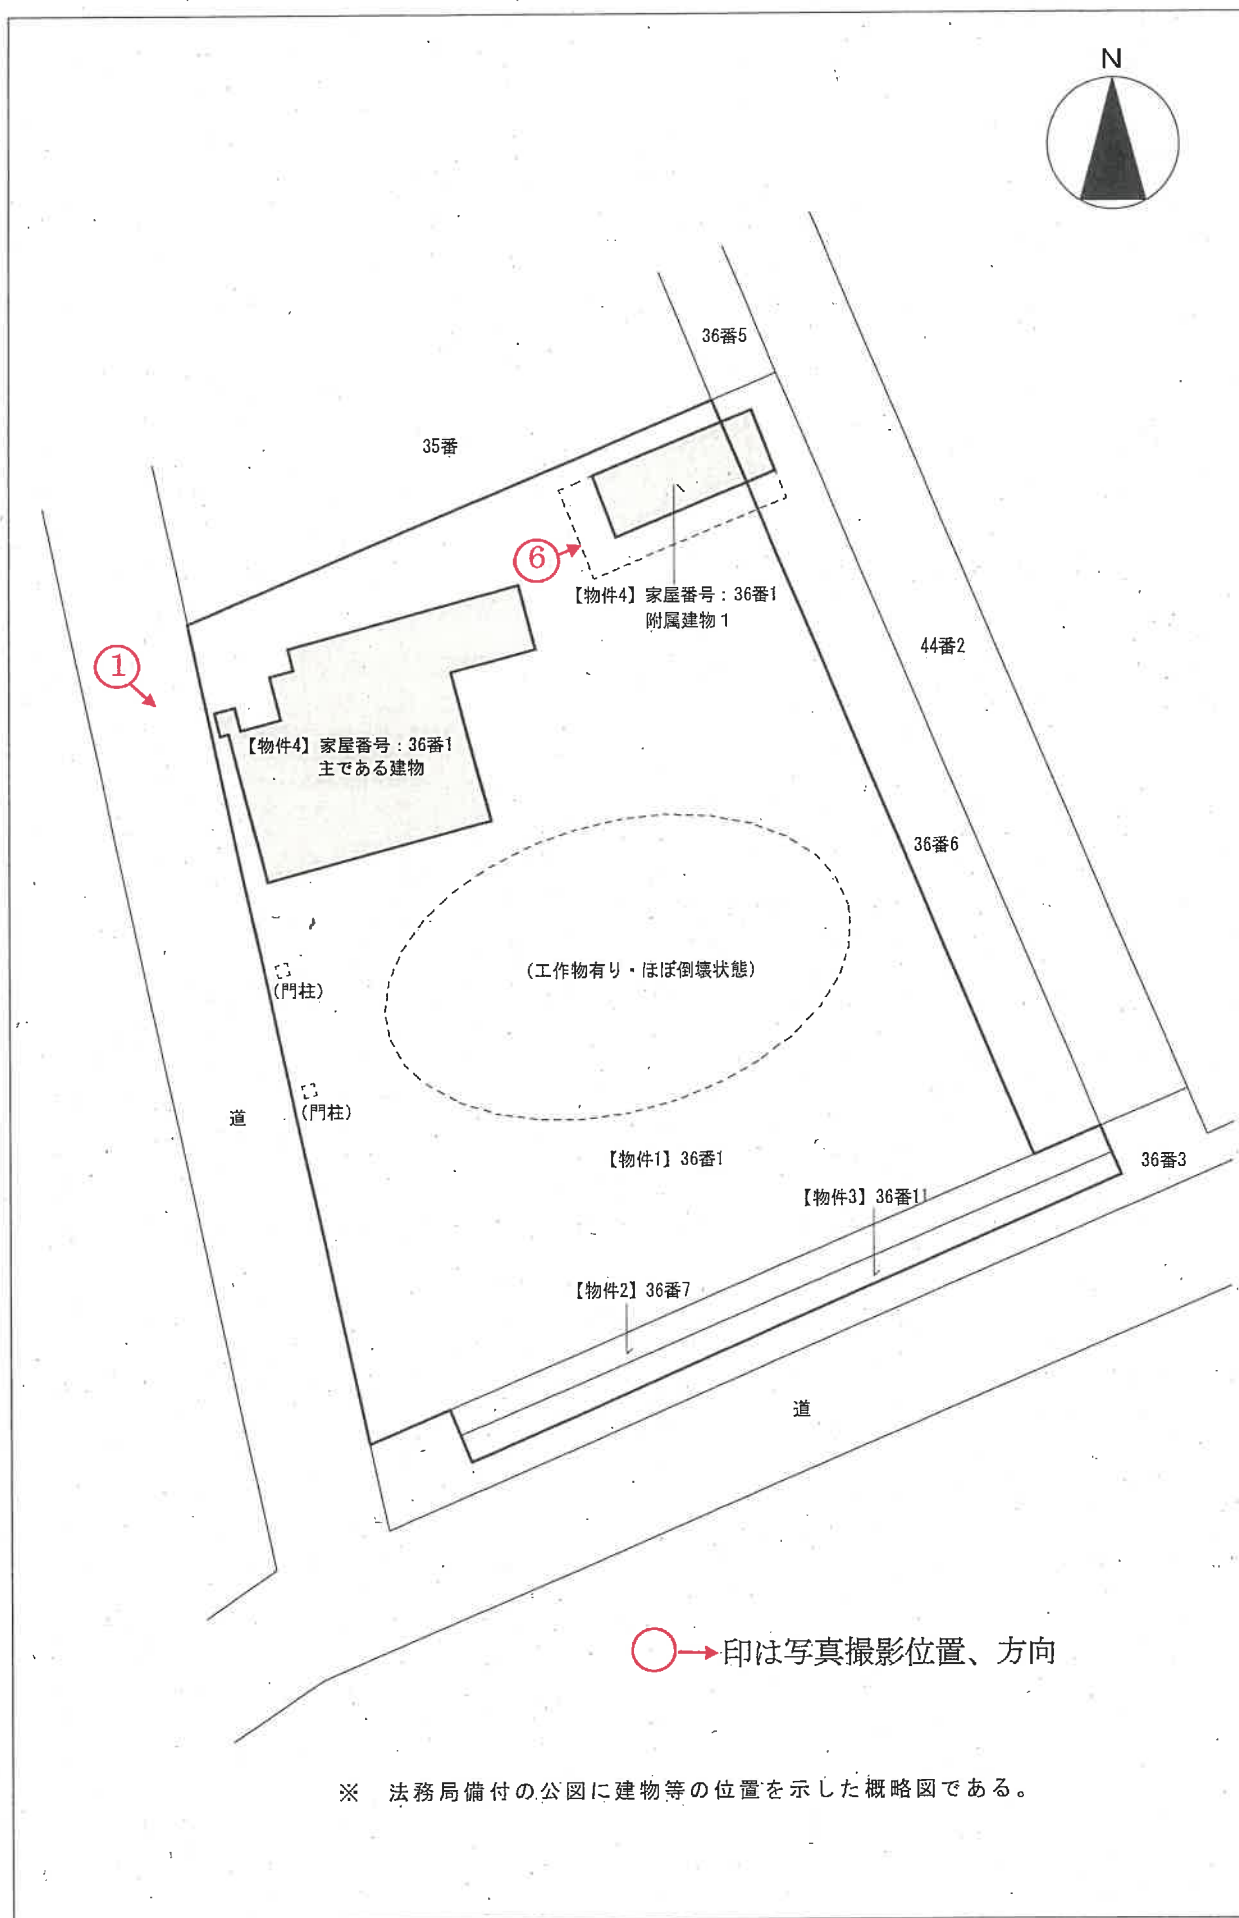 N
36番5
35番
⑥
【物件4】家屋番号：36番1
附属建物1
44番2
①
【物件4】家屋番号：36番1
主である建物
36番6
(工作物有り・ほぼ倒壊状態)
(門柱)
(門柱)
道
【物件1】36番1
36番3
【物件3】36番11
【物件2】36番7
道
○→印は写真撮影位置、方向
※　法務局備付の公図に建物等の位置を示した概略図である。